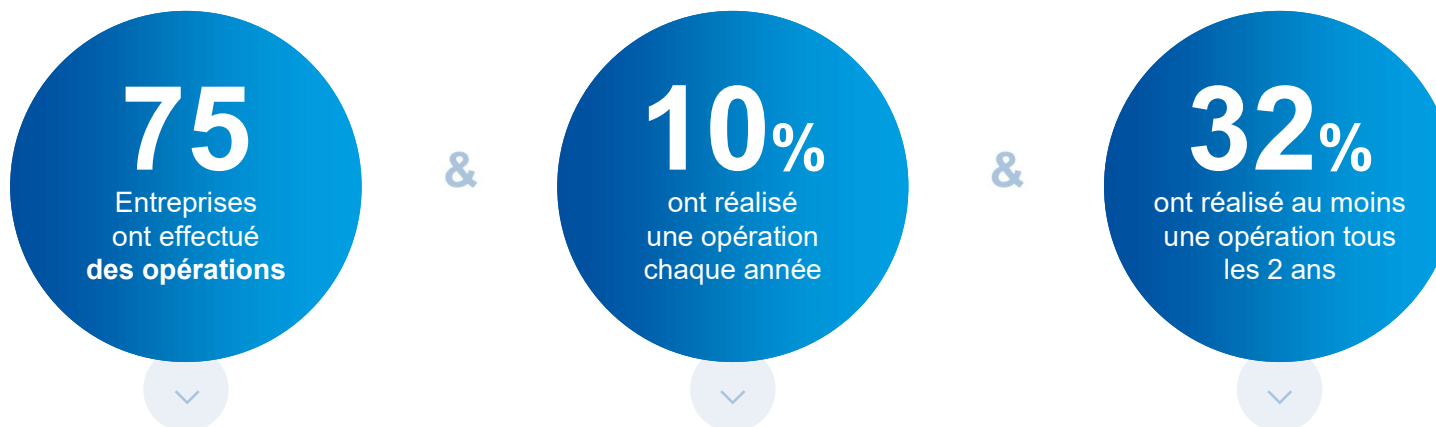 75
Entreprises
ont effectué
des opérations
&
10%
ont réalisé
une opération
chaque année
&
32%
ont réalisé au moins
une opération tous
les 2 ans